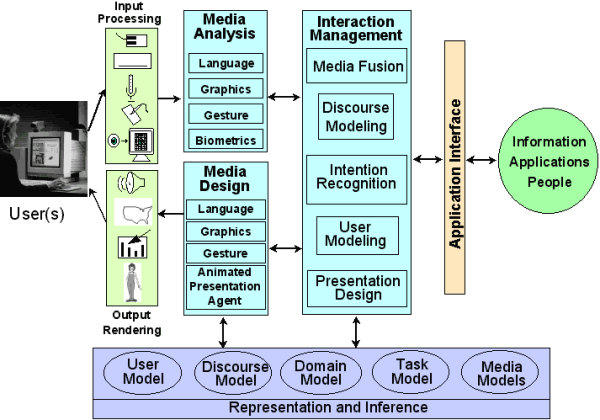 Input
Processing
Media
Analysis
Language
Graphics
Gesture
Biometrics
Interaction
Management
Media Fusion
Discourse
Modeling
Intention
Recognition
User
Modeling
Presentation
Design
Application Interface
Information
Applications
People
User(s)
Media
Design
Language
Graphics
Gesture
Animated
Presentation
Agent
Output
Rendering
User
Model
Discourse
Model
Domain
Model
Task
Model
Media
Models
Representation and Inference